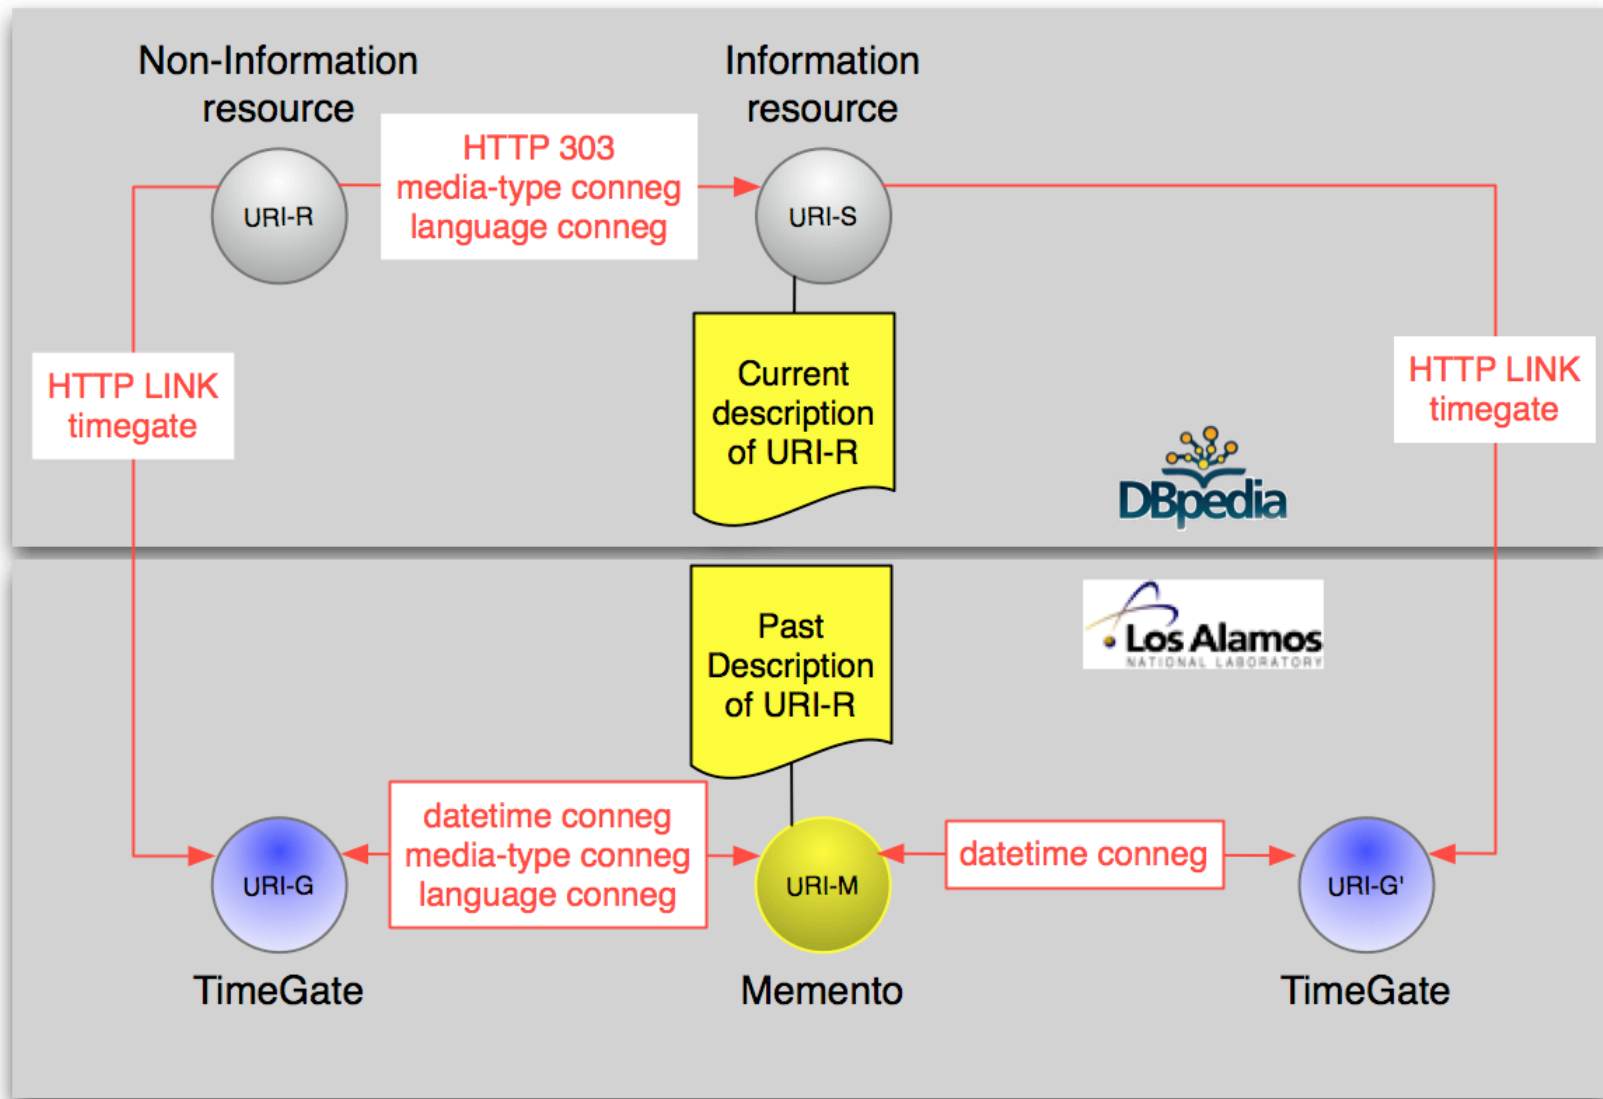 Non-Information
resource
Information
resource
HTTP 303
media-type conneg
language conneg
URI-R
URI-S
HTTP LINK
timegate
Current
description
of URI-R
HTTP LINK
timegate
DBpedia
Past
Description
of URI-R
Los Alamos
NATIONAL LABORATORY
datetime conneg
media-type conneg
language conneg
datetime conneg
URI-G
URI-M
URI-G'
TimeGate
Memento
TimeGate